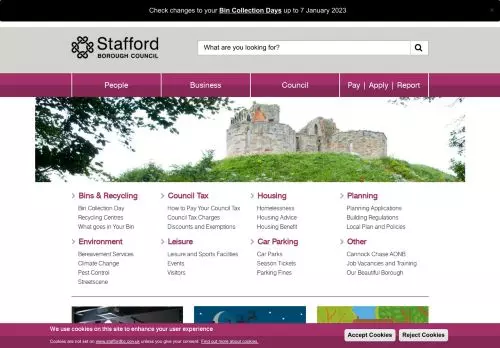 Check changes to your Bin Collection Days up to 7 January 2023
×
Stafford
BOROUGH COUNCIL
What are you looking for?
People
Business
Council
Pay | Apply | Report
Bins & Recycling
Bin Collection Day
Recycling Centres
What goes in Your Bin
Council Tax
How to Pay Your Council Tax
Council Tax Charges
Discounts and Exemptions
Housing
Homelessness
Housing Advice
Housing Benefit
Planning
Planning Applications
Building Regulations
Local Plan and Policies
Environment
Bereavement Services
Climate Change
Pest Control
Streetscene
Leisure
Leisure and Sports Facilities
Events
Visitors
Car Parking
Car Parks
Season Tickets
Parking Fines
Other
Cannock Chase AONB
Job Vacancies and Training
Our Beautiful Borough
We use cookies on this site to enhance your user experience
Cookies are not set on www.staffordbc.gov.uk unless you give your consent. Find out more about cookies.
Accept Cookies
Reject Cookies